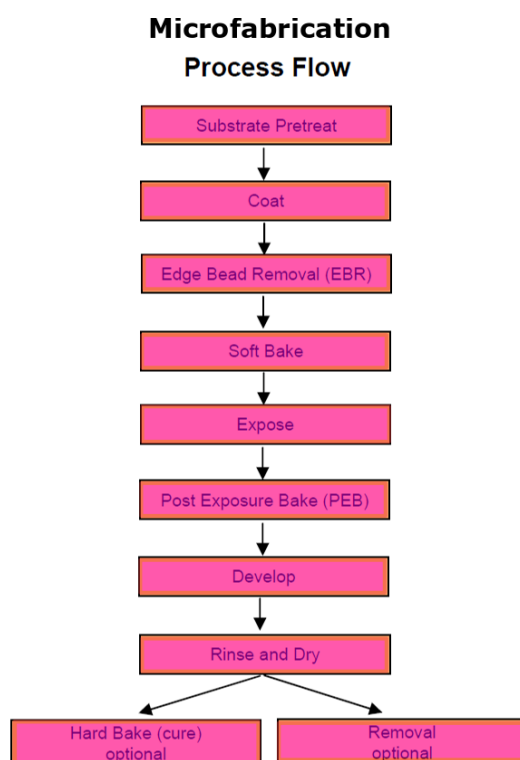 Microfabrication
Process Flow
Substrate Pretreat
Coat
Edge Bead Removal (EBR)
Soft Bake
Expose
Post Exposure Bake (PEB)
Develop
Rinse and Dry
Hard Bake (cure)
optional
Removal
optional